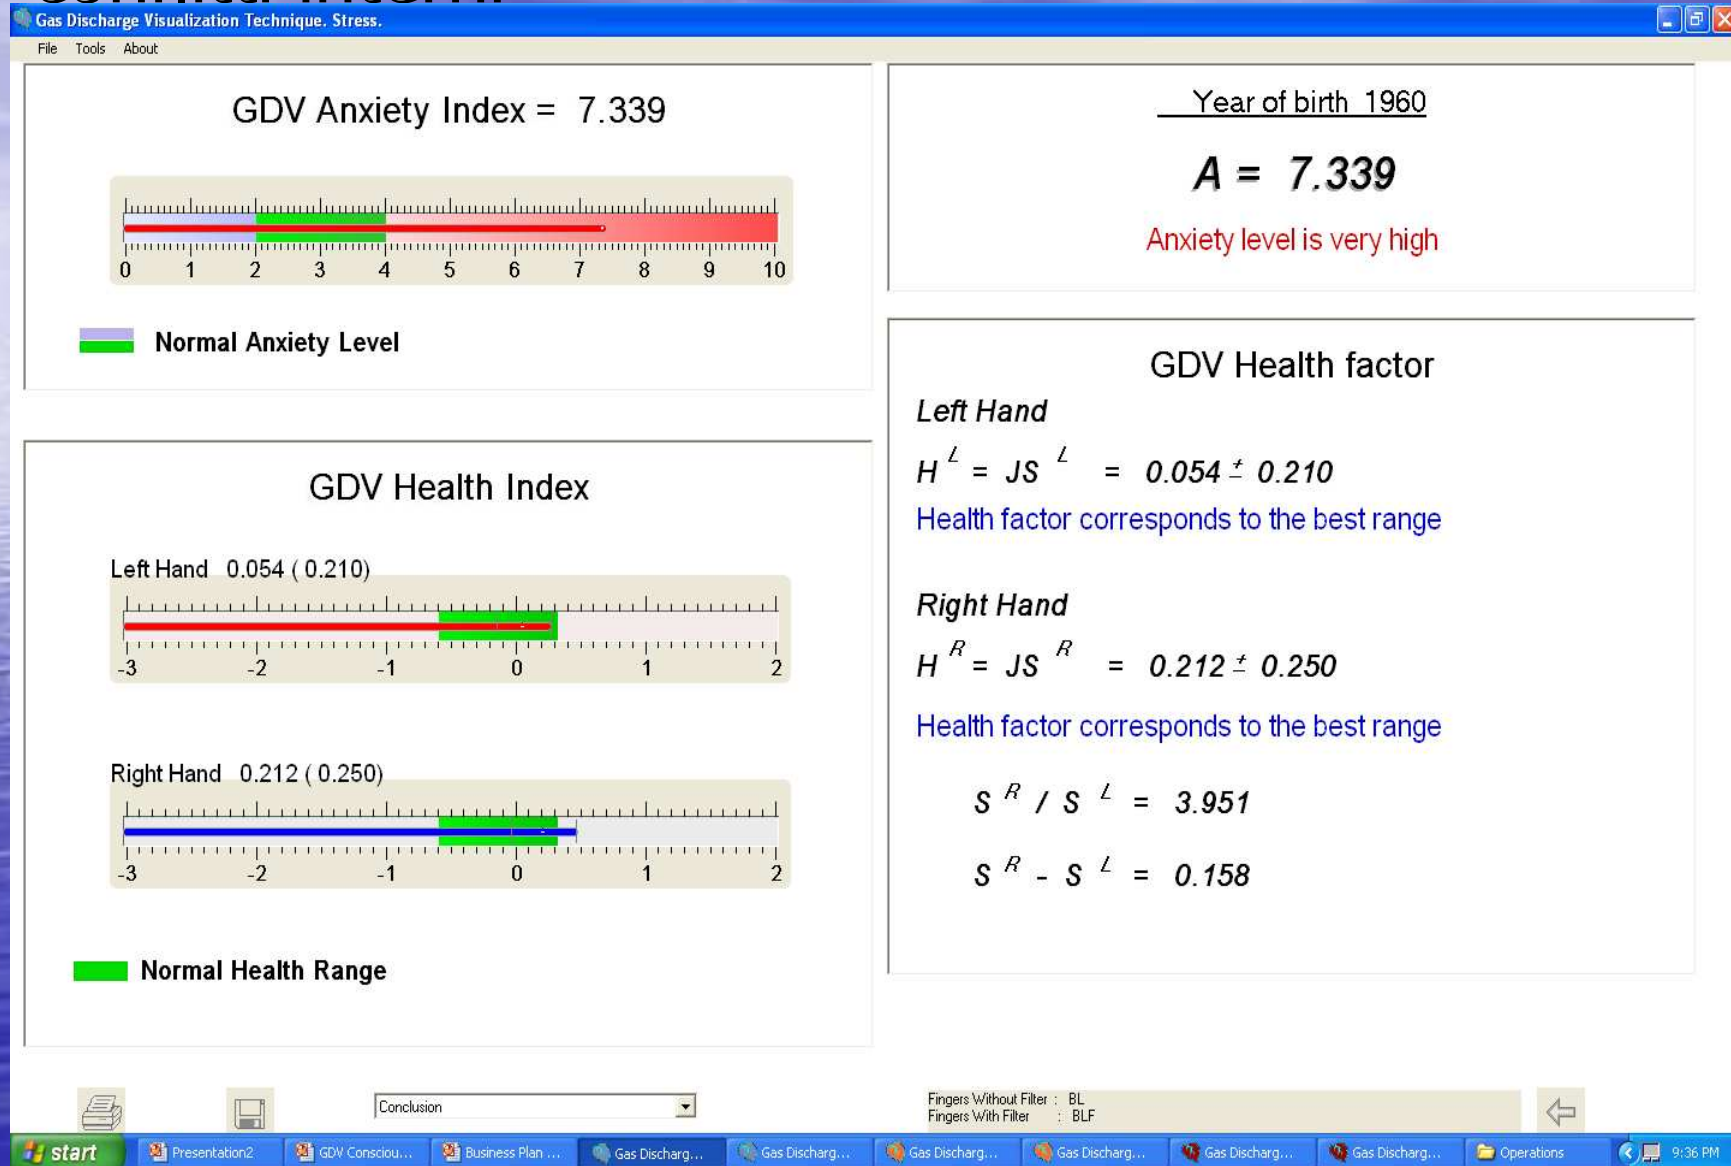 Gas Discharge Visualization Technique. Stress.
File Tools About
GDV Anxiety Index = 7.339
0 1 2 3 4 5 6 7 8 9 10
Normal Anxiety Level
Year of birth 1960
A = 7.339
Anxiety level is very high
GDV Health Index
Left Hand 0.054 ( 0.210)
-3 -2 -1 0 1 2
Right Hand 0.212 ( 0.250)
-3 -2 -1 0 1 2
Normal Health Range
GDV Health factor
Left Hand
H L = JS L = 0.054 ± 0.210
Health factor corresponds to the best range
Right Hand
H R = JS R = 0.212 ± 0.250
Health factor corresponds to the best range
S R / S L = 3.951
S R - S L = 0.158
Conclusion
Fingers Without Filter : BL
Fingers With Filter : BLF
start Presentation2 GDV Consciou... Business Plan ... Gas Discharg... Gas Discharg... Gas Discharg... Gas Discharg... Gas Discharg... Gas Discharg... Operations 9:36 PM